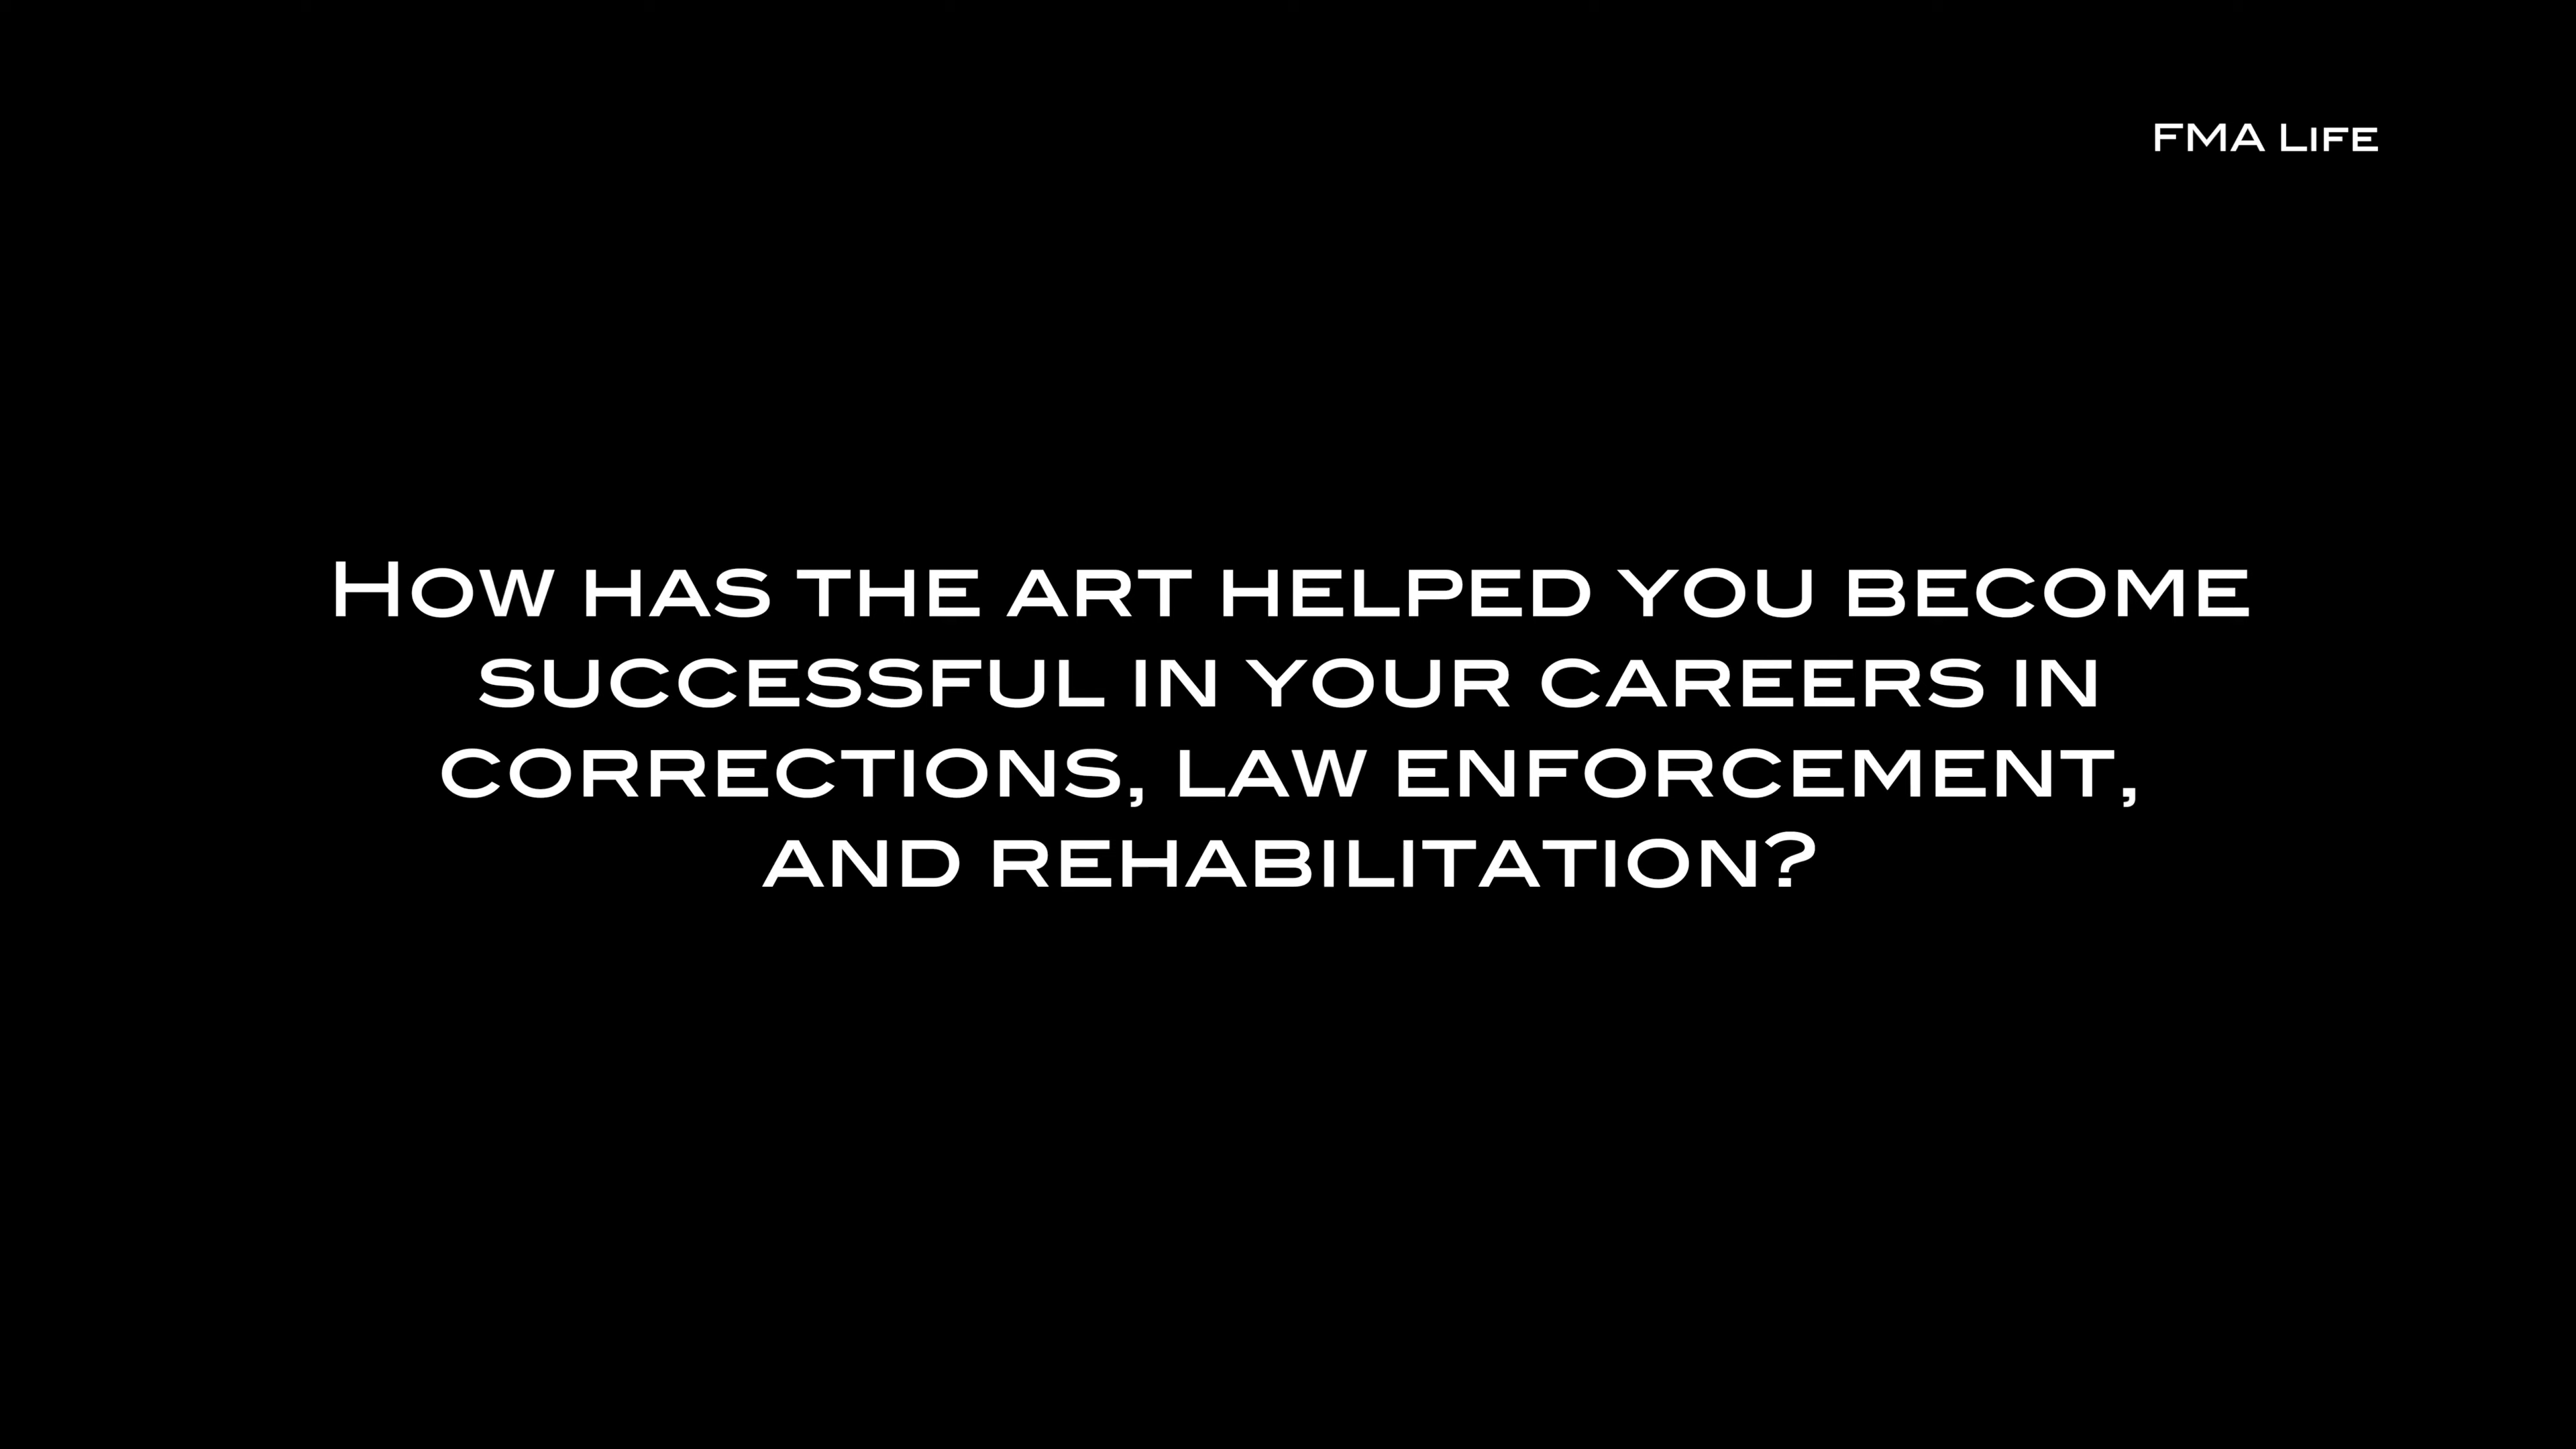 FMA Life
How has the art helped you become
successful in your careers in
corrections, law enforcement,
and rehabilitation?